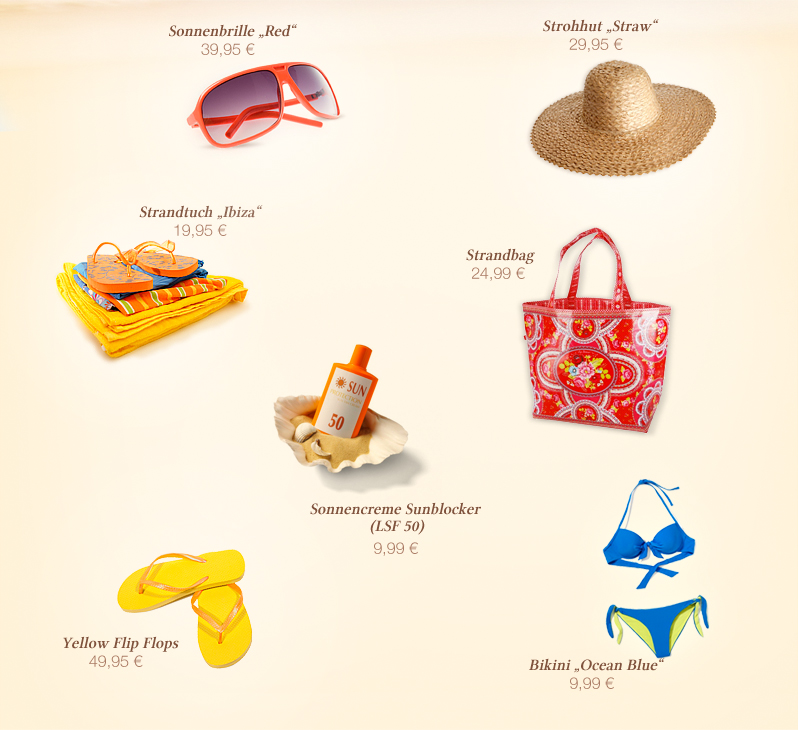 Sonnenbrille „Red“
39,95 €
Strohhut „Straw“
29,95 €
Strandtuch „Ibiza“
19,95 €
Strandbag
24,99 €
SUN
50
Sonnencreme Sunblocker
(LSF 50)
9,99 €
Yellow Flip Flops
49,95 €
Bikini „Ocean Blue“
9,99 €